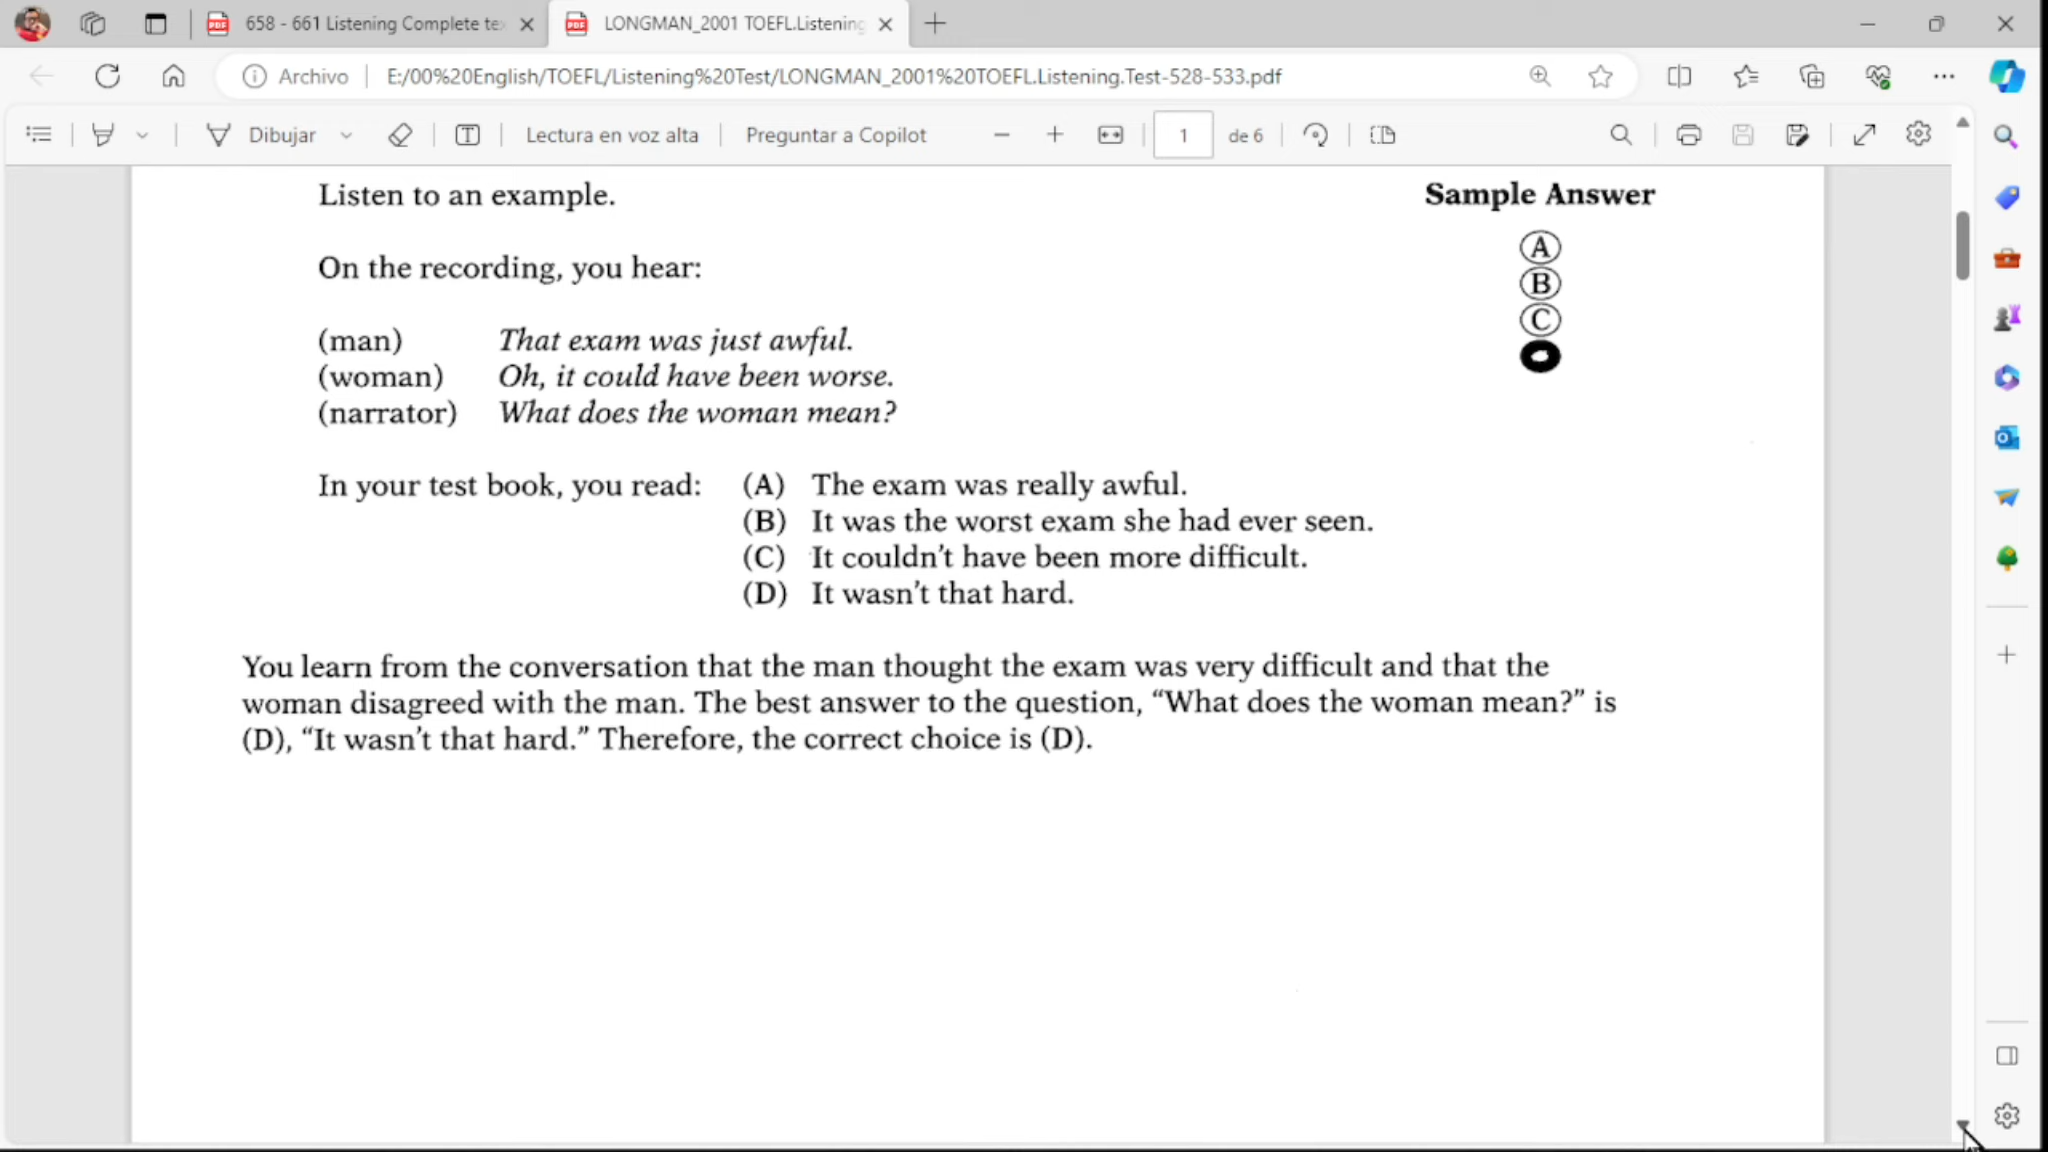 658 - 661 Listening Complete te
LONGMAN_2001 TOEFL.Listening
Archivo
E:/00%20English/TOEFL/Listening%20Test/LONGMAN_2001%20TOEFL.Listening.Test-528-533.pdf
Dibujar
Lectura en voz alta
Preguntar a Copilot
1
de 6
Listen to an example.
Sample Answer
A
On the recording, you hear:
B
C
(man) That exam was just awful.
(woman) Oh, it could have been worse.
(narrator) What does the woman mean?
In your test book, you read: (A) The exam was really awful.
(B) It was the worst exam she had ever seen.
(C) It couldn't have been more difficult.
(D) It wasn't that hard.
You learn from the conversation that the man thought the exam was very difficult and that the
woman disagreed with the man. The best answer to the question, “What does the woman mean?” is
(D), “It wasn't that hard.” Therefore, the correct choice is (D).